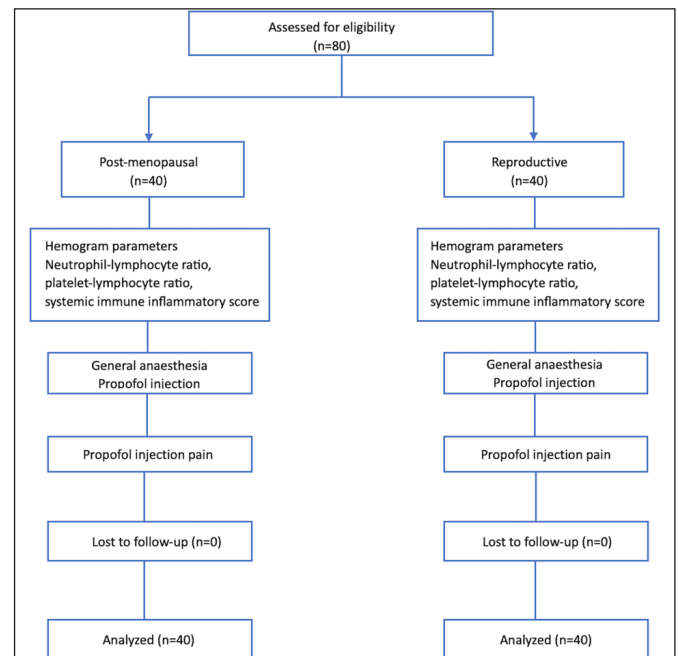 Assessed for eligibility
(n=80)
Post-menopausal
(n=40)
Reproductive
(n=40)
Hemogram parameters
Neutrophil-lymphocyte ratio,
platelet-lymphocyte ratio,
systemic immune inflammatory score
Hemogram parameters
Neutrophil-lymphocyte ratio,
platelet-lymphocyte ratio,
systemic immune inflammatory score
General anaesthesia
Propofol injection
General anaesthesia
Propofol injection
Propofol injection pain
Propofol injection pain
Lost to follow-up (n=0)
Lost to follow-up (n=0)
Analyzed (n=40)
Analyzed (n=40)